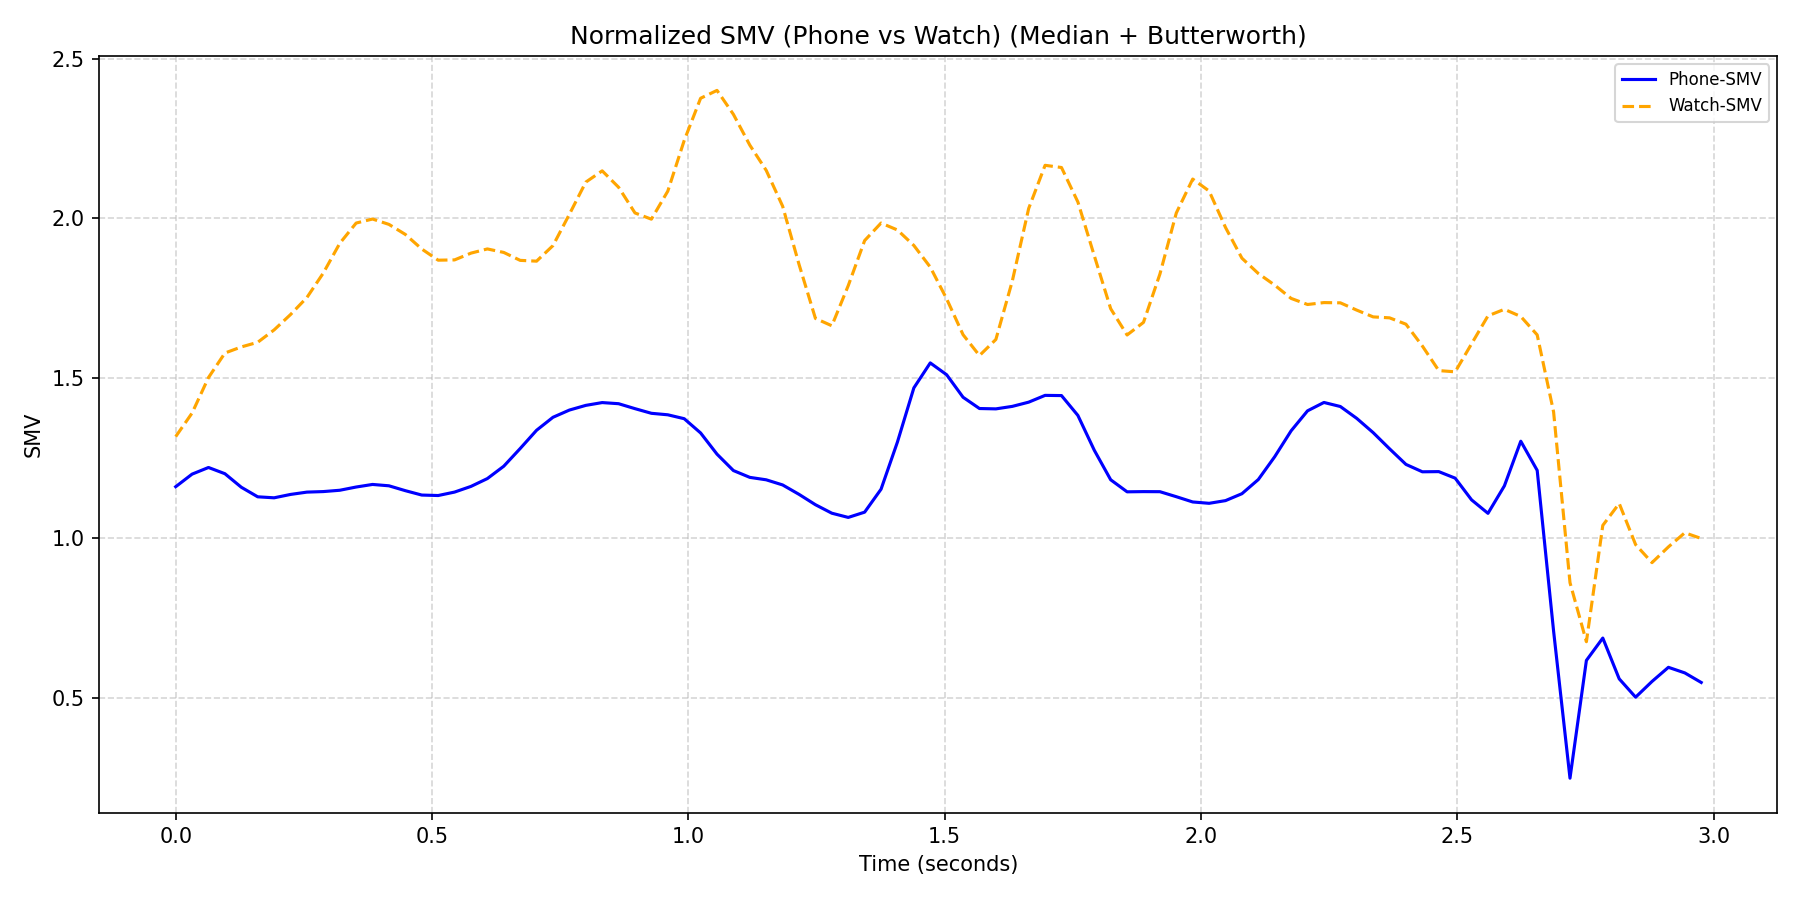 Normalized SMV (Phone vs Watch) (Median + Butterworth)
Phone-SMV
Watch-SMV
SMV
2.5
2.0
1.5
1.0
0.5
0.0 0.5 1.0 1.5 2.0 2.5 3.0
Time (seconds)